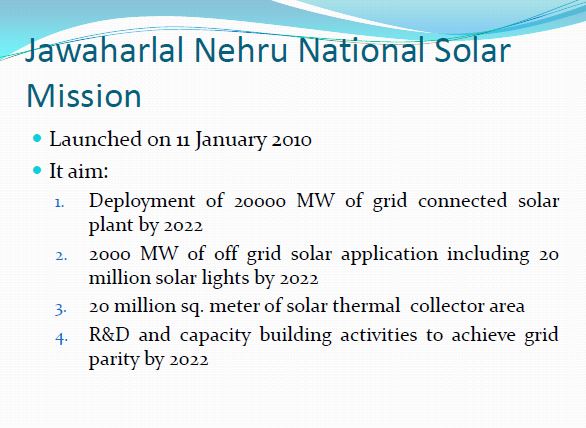 Jawaharlal Nehru National Solar
Mission
• Launched on 11 January 2010
• It aim:
1. Deployment of 20000 MW of grid connected solar
plant by 2022
2. 2000 MW of off grid solar application including 20
million solar lights by 2022
3. 20 million sq. meter of solar thermal collector area
4. R&D and capacity building activities to achieve grid
parity by 2022